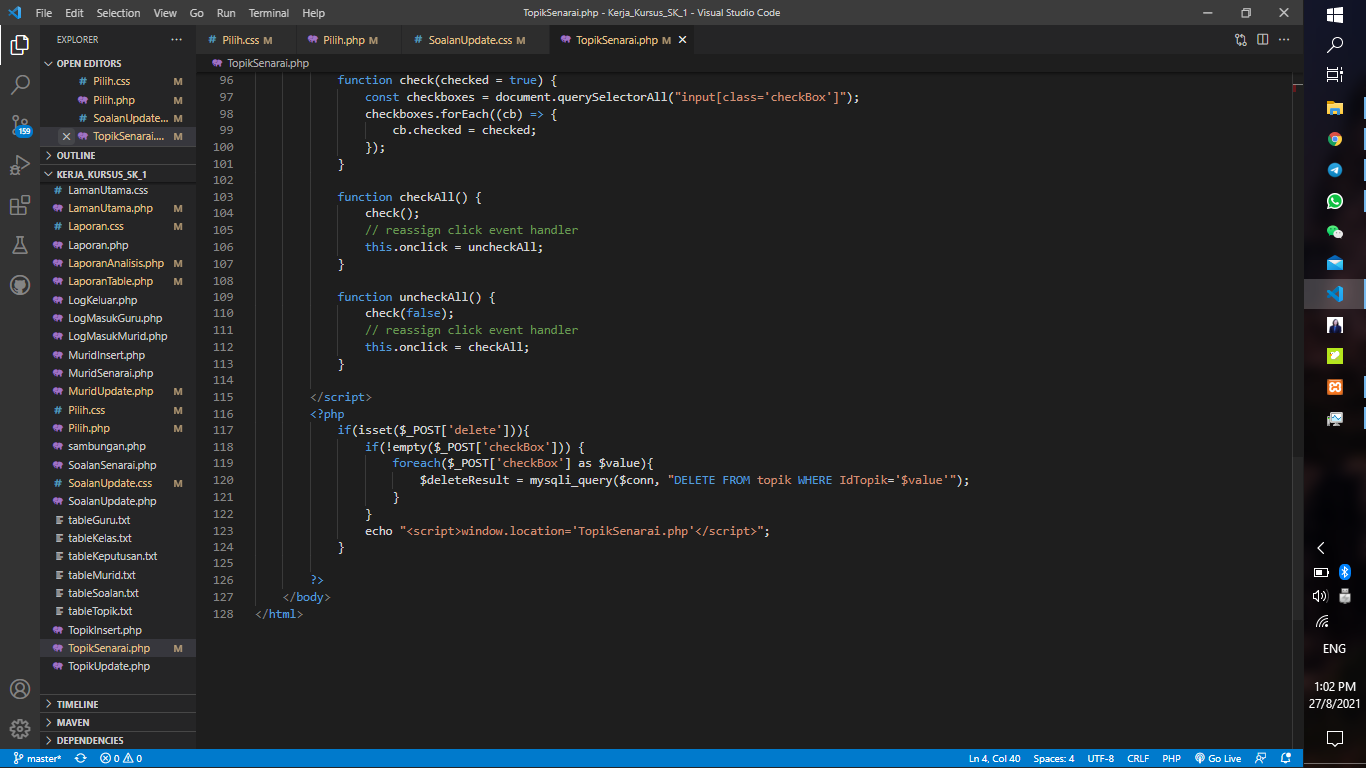 File Edit Selection View Go Run Terminal Help
TopikSenarai.php - Kerja_Kursus_SK_1 - Visual Studio Code
EXPLORER
Pilih.css M
Pilih.php M
SoalanUpdate.css M
TopikSenarai.php M
OPEN EDITORS
Pilih.css M
Pilih.php M
SoalanUpdate... M
TopikSenarai.... M
OUTLINE
KERJA_KURSUS_SK_1
LamanUtama.css
LamanUtama.php M
Laporan.css M
Laporan.php
LaporanAnalisis.php M
LaporanTable.php M
LogKeluar.php
LogMasukGuru.php
LogMasukMurid.php
MuridInsert.php
MuridSenarai.php
MuridUpdate.php M
Pilih.css M
Pilih.php M
sambungan.php
SoalanSenarai.php
SoalanUpdate.css M
SoalanUpdate.php
tableGuru.txt
tableKelas.txt
tableKeputusan.txt
tableMurid.txt
tableSoalan.txt
tableTopik.txt
TopikInsert.php
TopikSenarai.php M
TopikUpdate.php
TIMELINE
MAVEN
DEPENDENCIES
159
TopikSenarai.php
96 function check(checked = true) {
97 const checkboxes = document.querySelectorAll("input[class='checkBox']");
98 checkboxes.forEach((cb) => {
99 cb.checked = checked;
100 });
101 }
102
103 function checkAll() {
104 check();
105 // reassign click event handler
106 this.onclick = uncheckAll;
107 }
108
109 function uncheckAll() {
110 check(false);
111 // reassign click event handler
112 this.onclick = checkAll;
113 }
114
115 </script>
116 <?php
117 if(isset($_POST['delete'])){
118 if(!empty($_POST['checkBox'])) {
119 foreach($_POST['checkBox'] as $value){
120 $deleteResult = mysqli_query($conn, "DELETE FROM topik WHERE IdTopik='$value'");
121 }
122 }
123 echo "<script>window.location='TopikSenarai.php'</script>";
124 }
125
126 ?>
127 </body>
128 </html>
master* 0 0
Ln 4, Col 40 Spaces: 4 UTF-8 CRLF PHP Go Live
ENG
1:02 PM
27/8/2021